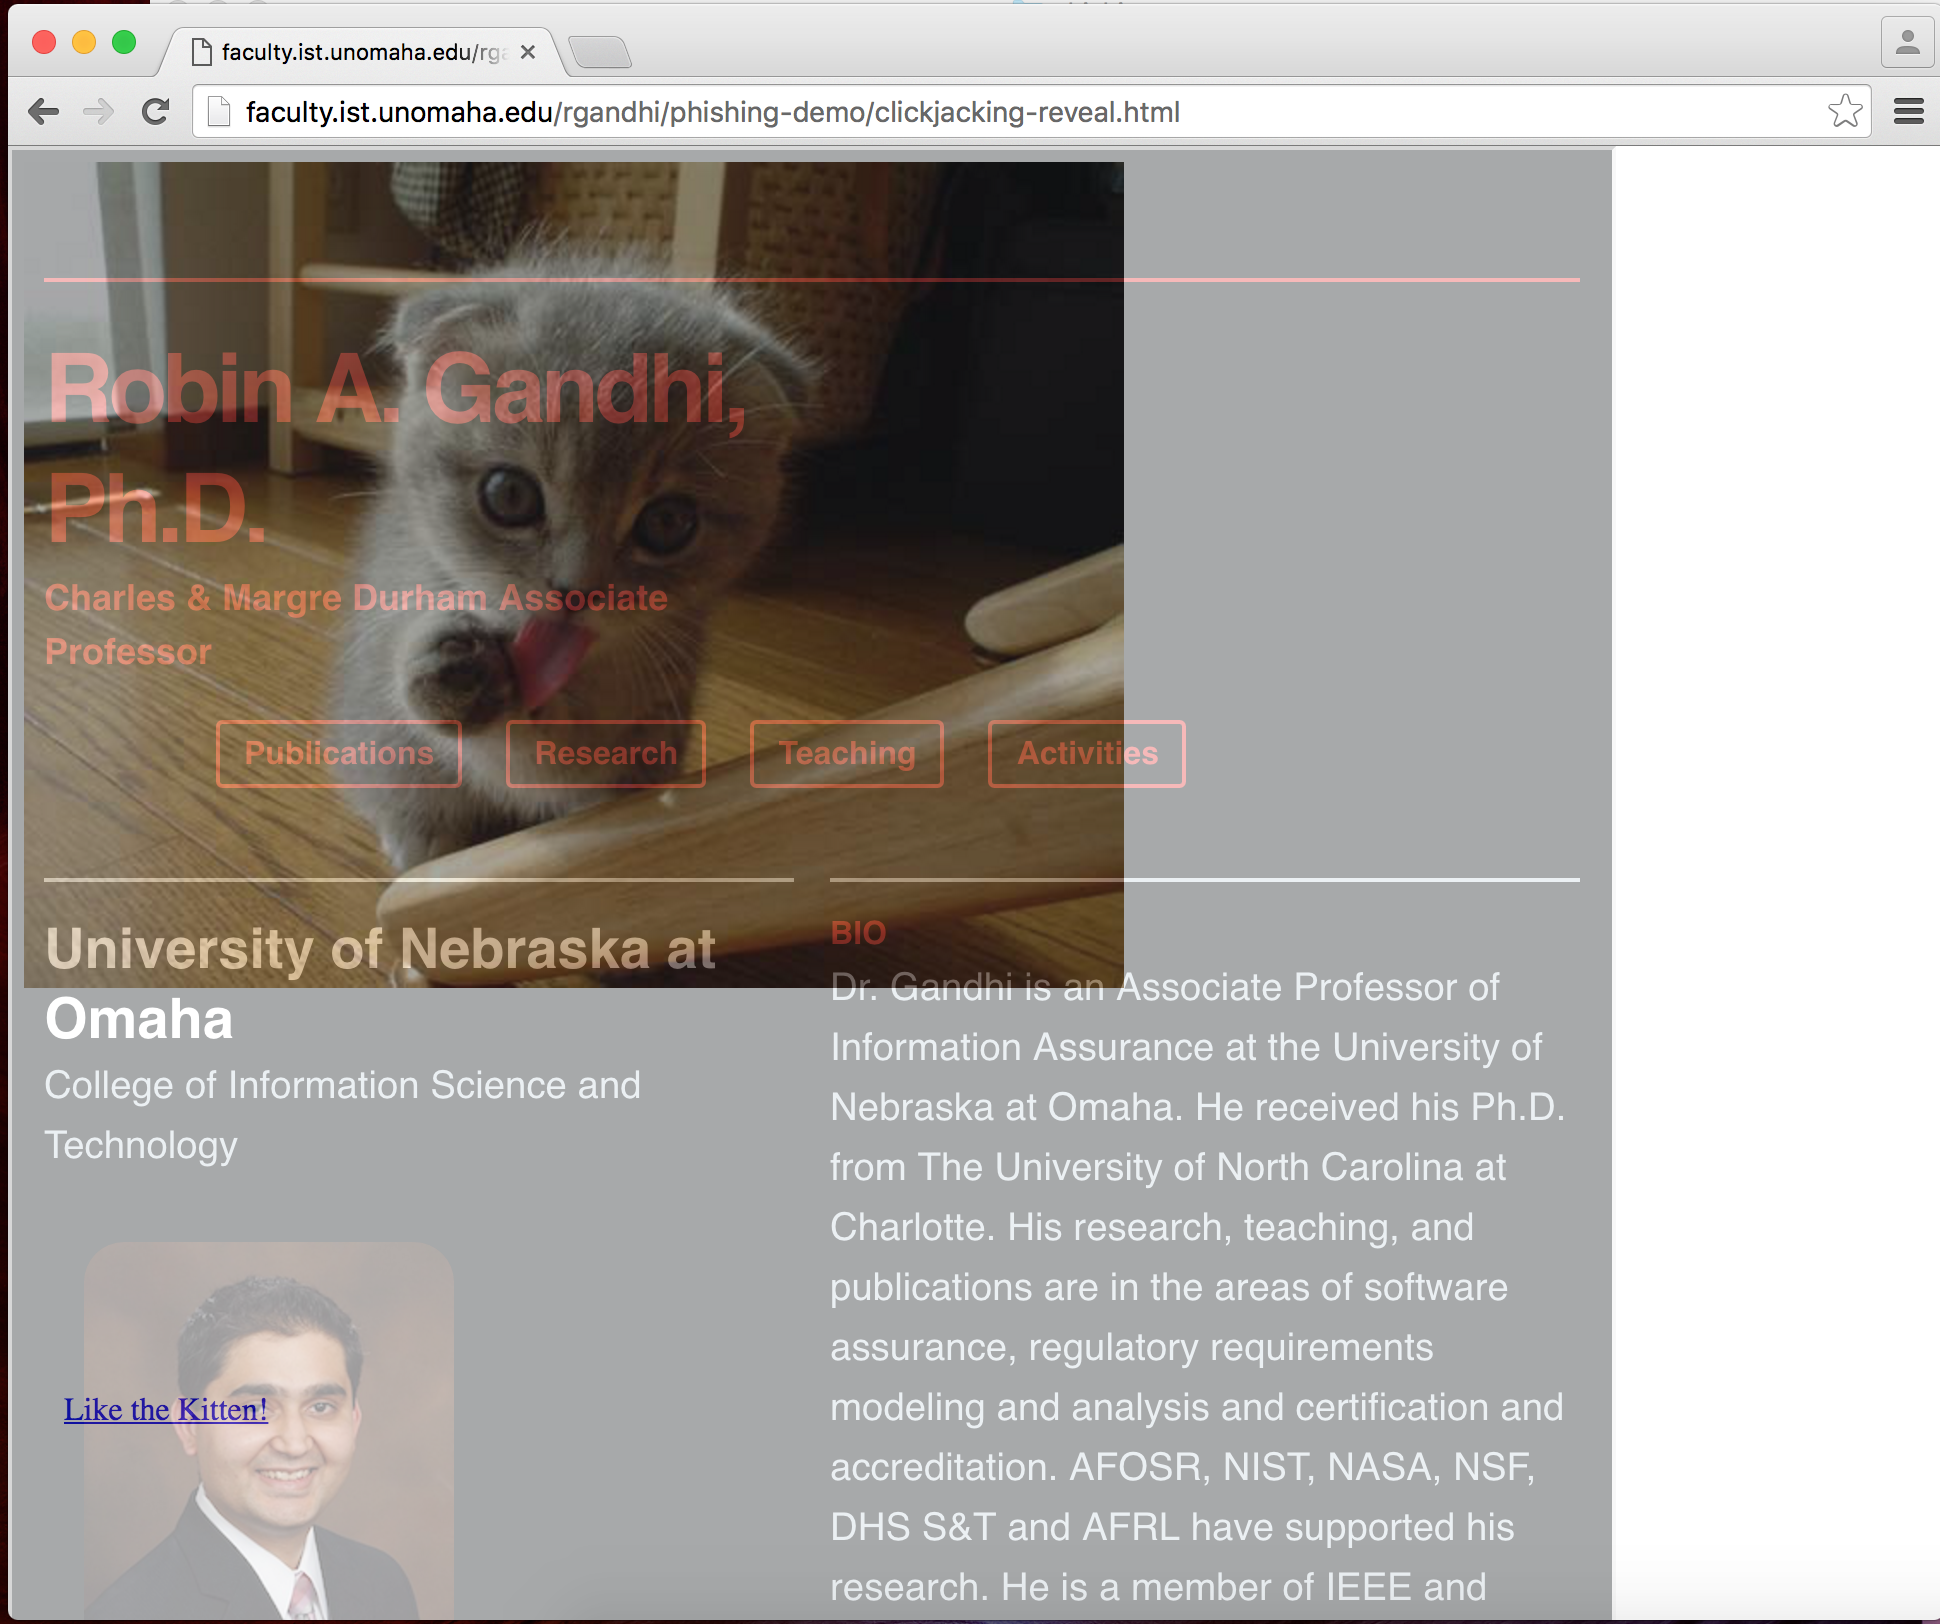 faculty.ist.unomaha.edu/rga
faculty.ist.unomaha.edu/rgandhi/phishing-demo/clickjacking-reveal.html
Robin A. Gandhi,
Ph.D.
Charles & Margre Durham Associate
Professor
Publications
Research
Teaching
Activities
University of Nebraska at
Omaha
College of Information Science and
Technology
Like the Kitten!
BIO
Dr. Gandhi is an Associate Professor of
Information Assurance at the University of
Nebraska at Omaha. He received his Ph.D.
from The University of North Carolina at
Charlotte. His research, teaching, and
publications are in the areas of software
assurance, regulatory requirements
modeling and analysis and certification and
accreditation. AFOSR, NIST, NASA, NSF,
DHS S&T and AFRL have supported his
research. He is a member of IEEE and